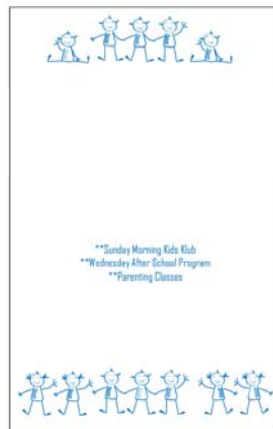 **Sunday Morning Kids Klub
**Wednesday After School Program
**Parenting Classes